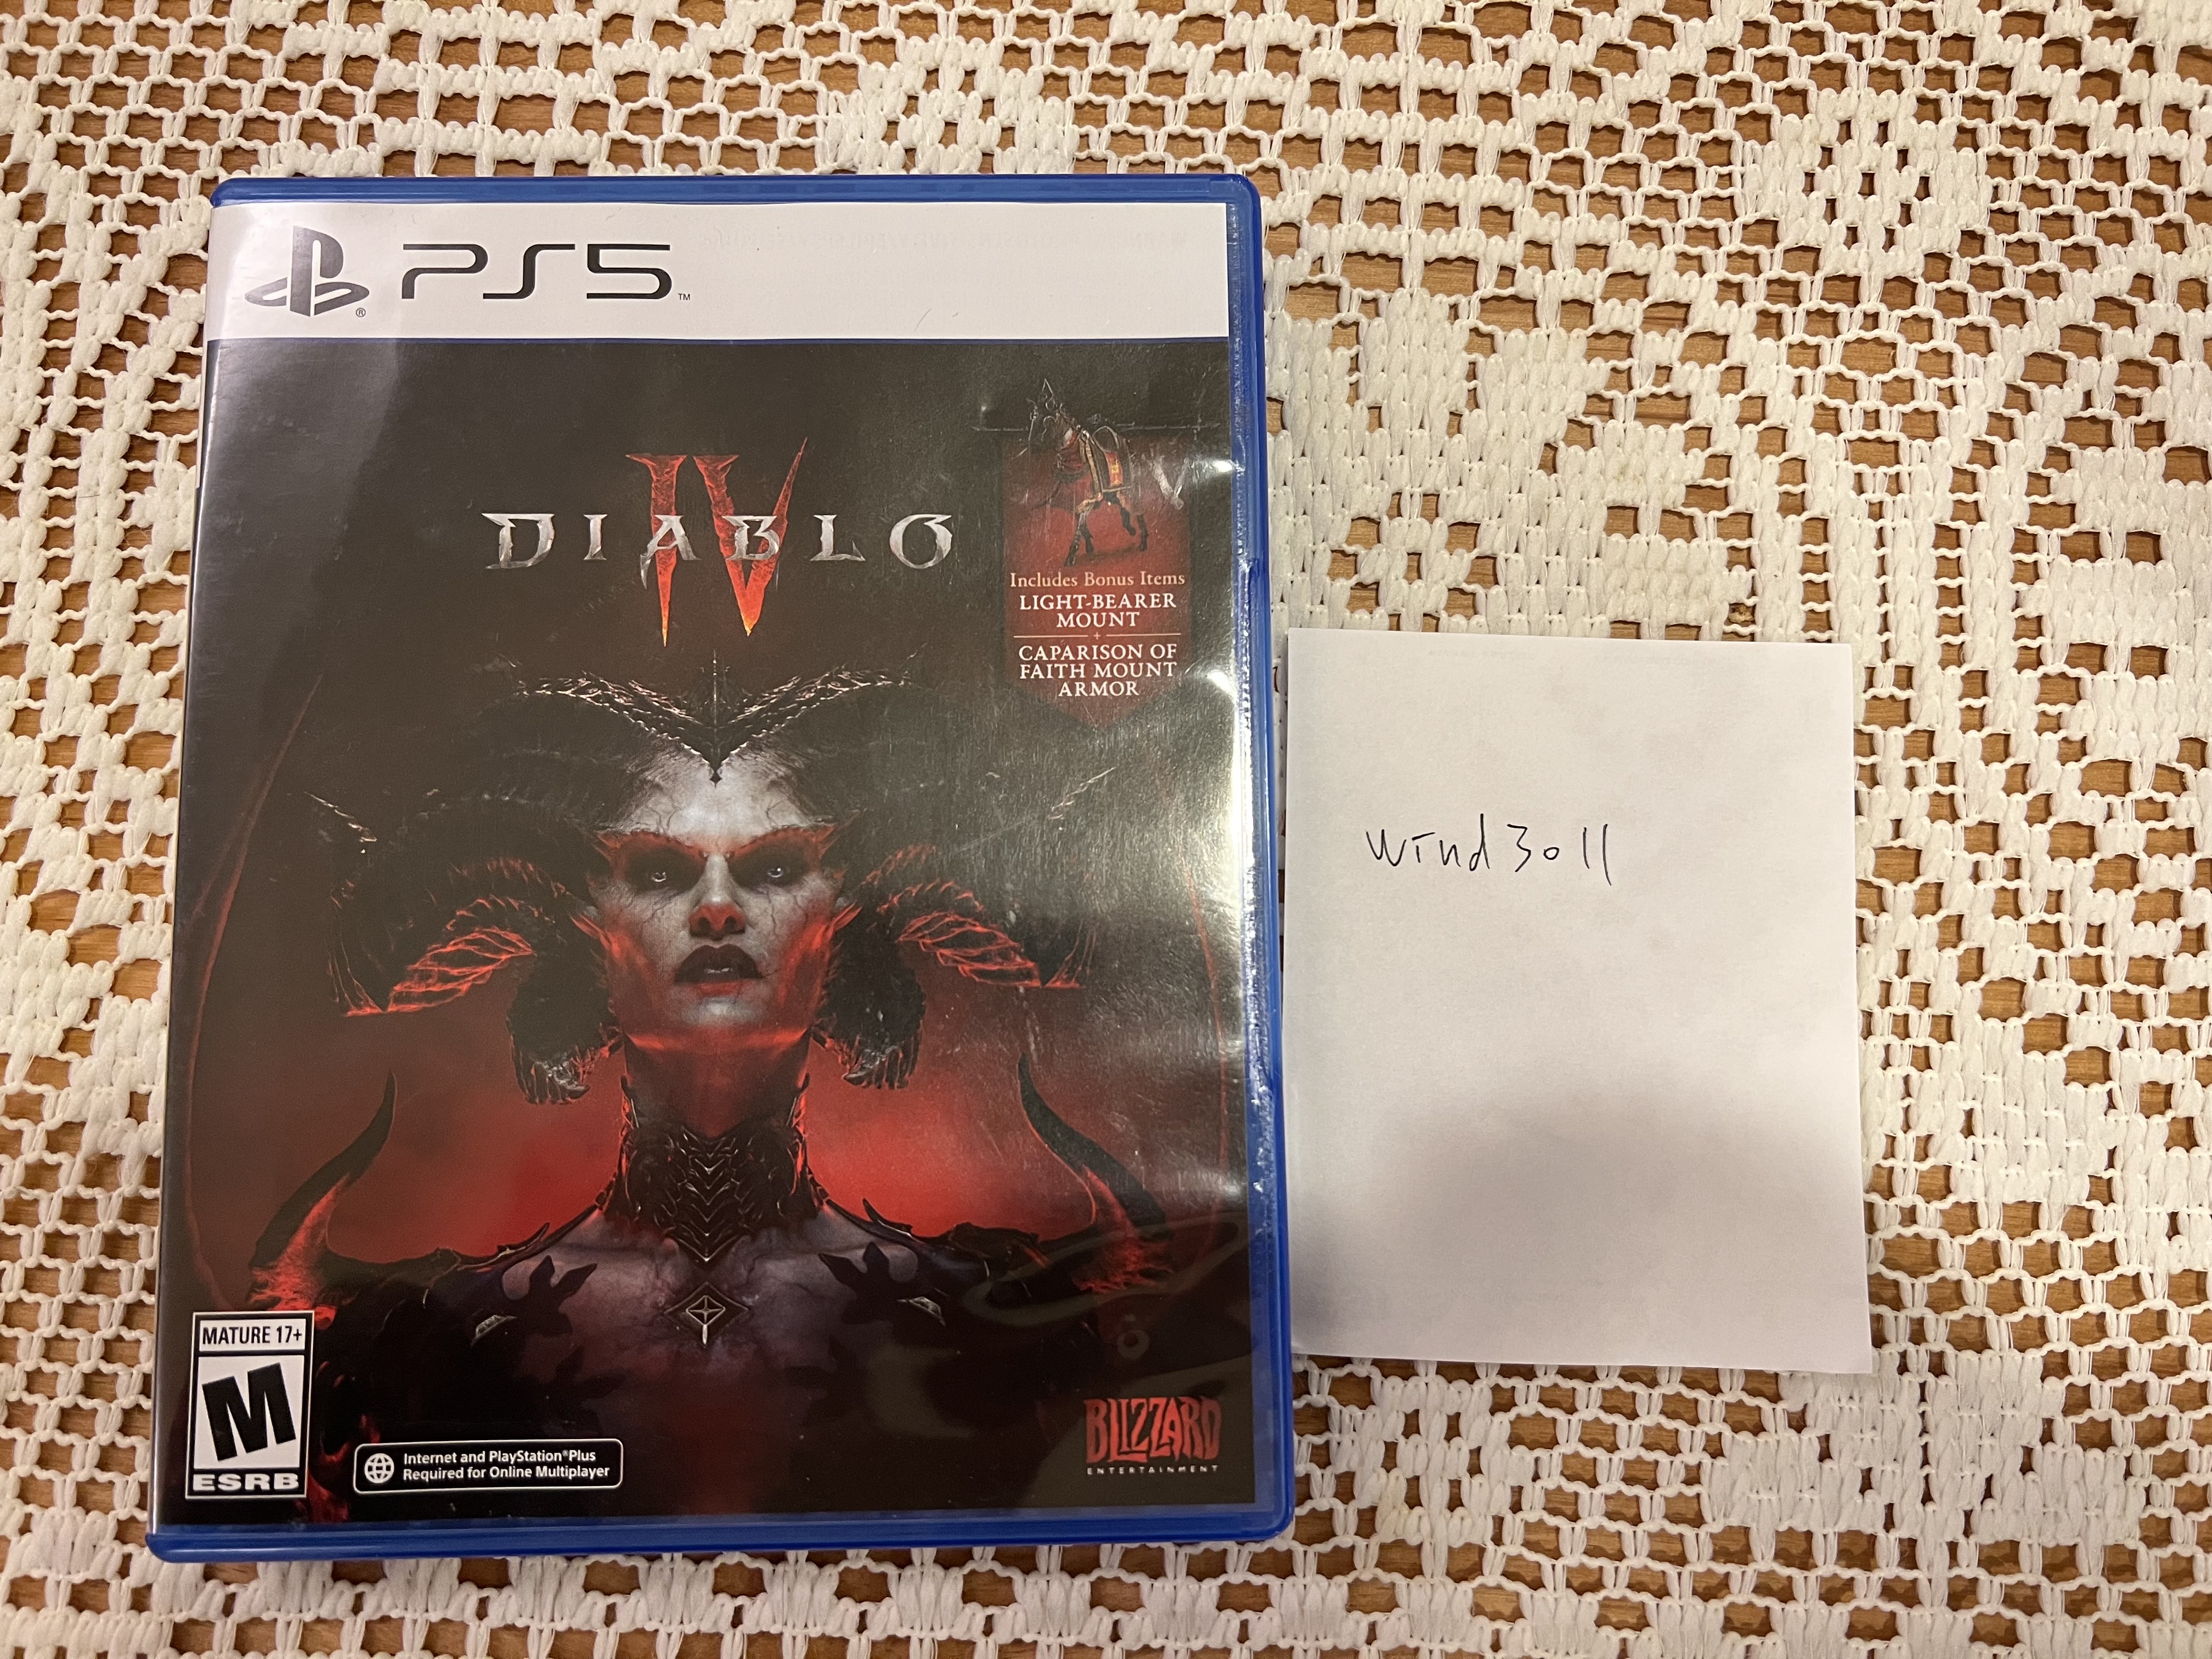 PS5™
DIABLO
IV
Includes Bonus Items
LIGHT-BEARER
MOUNT
+
CAPARISON OF
FAITH MOUNT
ARMOR
wind3011
MATURE 17+
M
ESRB
Internet and PlayStation®Plus
Required for Online Multiplayer
BLIZZARD
ENTERTAINMENT